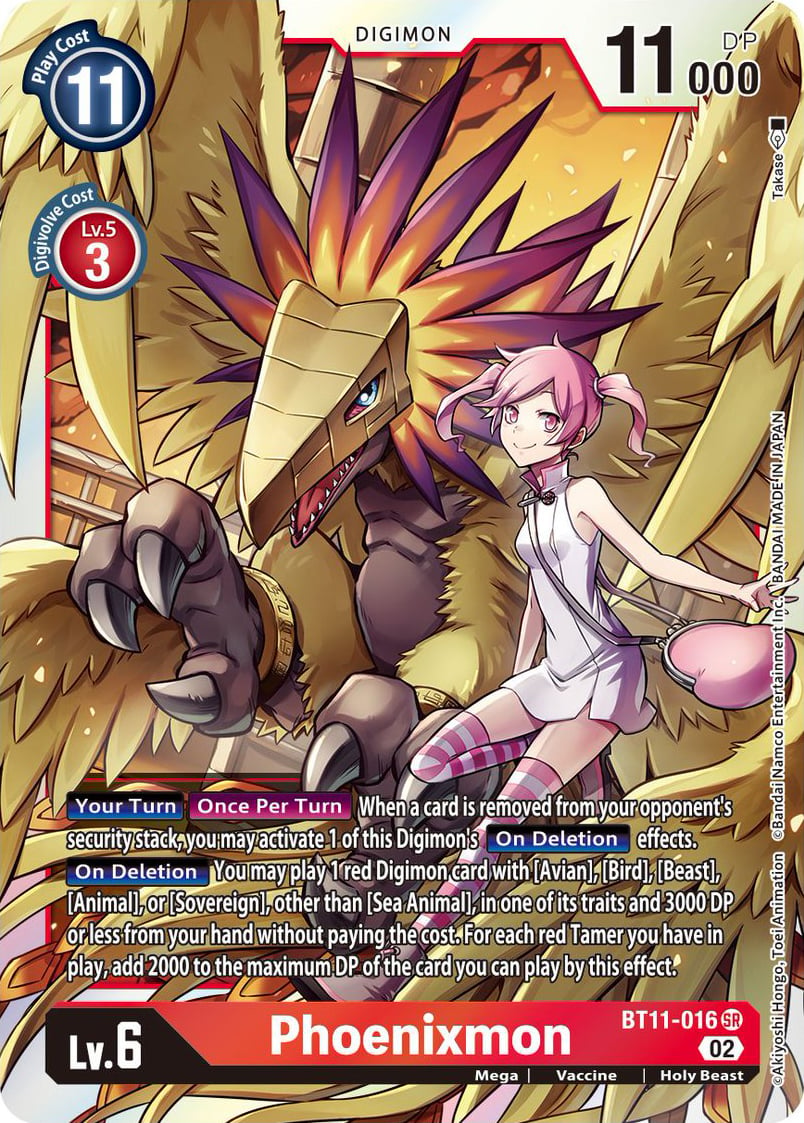 Play Cost
11
DIGIMON
11000
DP
Takase
Digivolve Cost
Lv.5
3
Your Turn Once Per Turn When a card is removed from your opponent's
security stack, you may activate 1 of this Digimon's On Deletion effects.
On Deletion You may play 1 red Digimon card with [Avian], [Bird], [Beast],
[Animal], or [Sovereign], other than [Sea Animal], in one of its traits and 3000 DP
or less from your hand without paying the cost. For each red Tamer you have in
play, add 2000 to the maximum DP of the card you can play by this effect.
©Akiyoshi Hongo, Toei Animation ©Bandai Namco Entertainment Inc. BANDAI MADE IN JAPAN
Lv.6
Phoenixmon
BT11-016 SR
02
Mega | Vaccine | Holy Beast